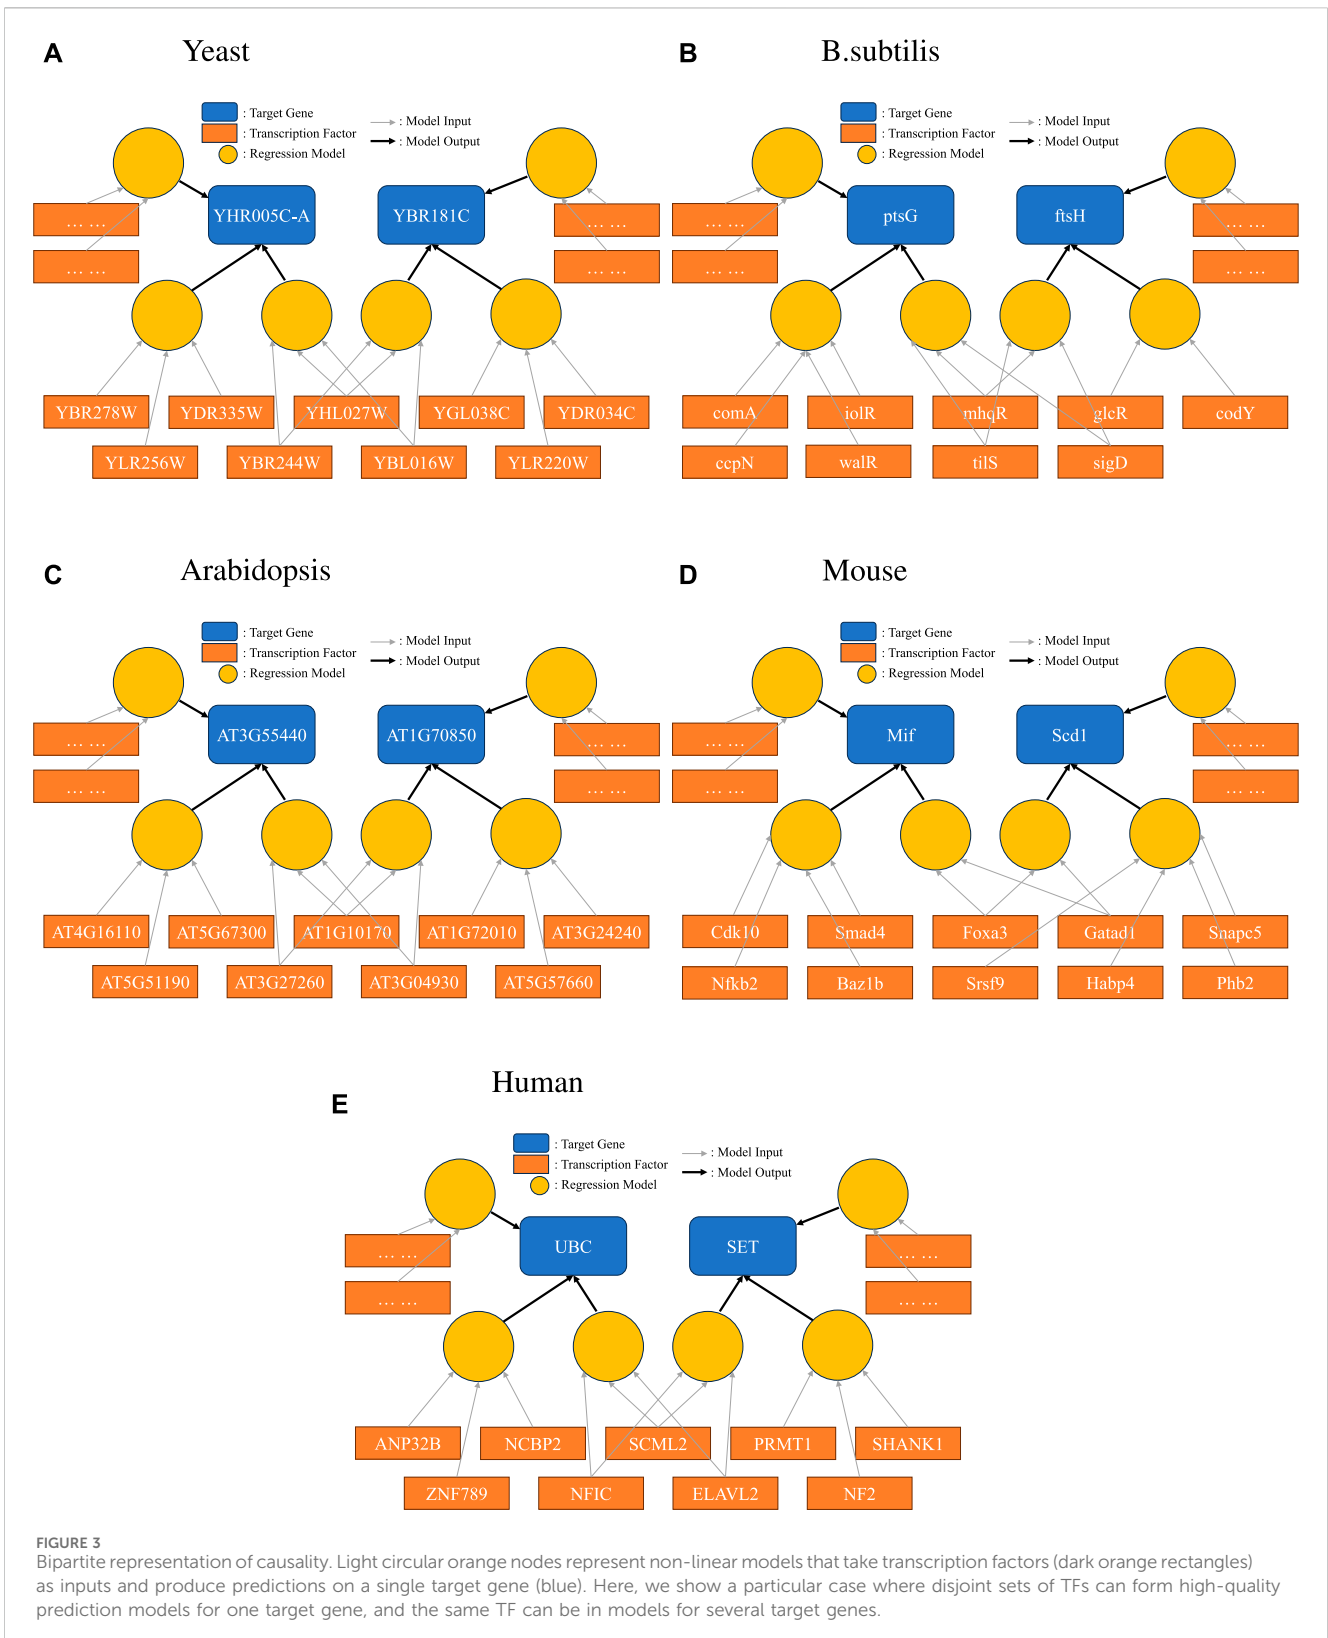 A
Yeast
: Target Gene
: Transcription Factor
: Regression Model
: Model Input
: Model Output
YHR005C-A
YBR181C
... ...
... ...
... ...
... ...
YBR278W
YDR335W
YHL027W
YGL038C
YDR034C
YLR256W
YBR244W
YBL016W
YLR220W
B
B.subtilis
: Target Gene
: Transcription Factor
: Regression Model
: Model Input
: Model Output
ptsG
ftsH
... ...
... ...
... ...
... ...
comA
iolR
mhqR
glcR
codY
ccpN
walR
tilS
sigD
C
Arabidopsis
: Target Gene
: Transcription Factor
: Regression Model
: Model Input
: Model Output
AT3G55440
AT1G70850
... ...
... ...
... ...
... ...
AT4G16110
AT5G67300
AT1G10170
AT1G72010
AT3G24240
AT5G51190
AT3G27260
AT3G04930
AT5G57660
D
Mouse
: Target Gene
: Transcription Factor
: Regression Model
: Model Input
: Model Output
Mif
Scd1
... ...
... ...
... ...
... ...
Cdk10
Smad4
Foxa3
Gatad1
Snapc5
Nfkb2
Baz1b
Srsf9
Habp4
Phb2
E
Human
: Target Gene
: Transcription Factor
: Regression Model
: Model Input
: Model Output
UBC
SET
... ...
... ...
... ...
... ...
ANP32B
NCBP2
SCML2
PRMT1
SHANK1
ZNF789
NFIC
ELAVL2
NF2
FIGURE 3
Bipartite representation of causality. Light circular orange nodes represent non-linear models that take transcription factors (dark orange rectangles)
as inputs and produce predictions on a single target gene (blue). Here, we show a particular case where disjoint sets of TFs can form high-quality
prediction models for one target gene, and the same TF can be in models for several target genes.